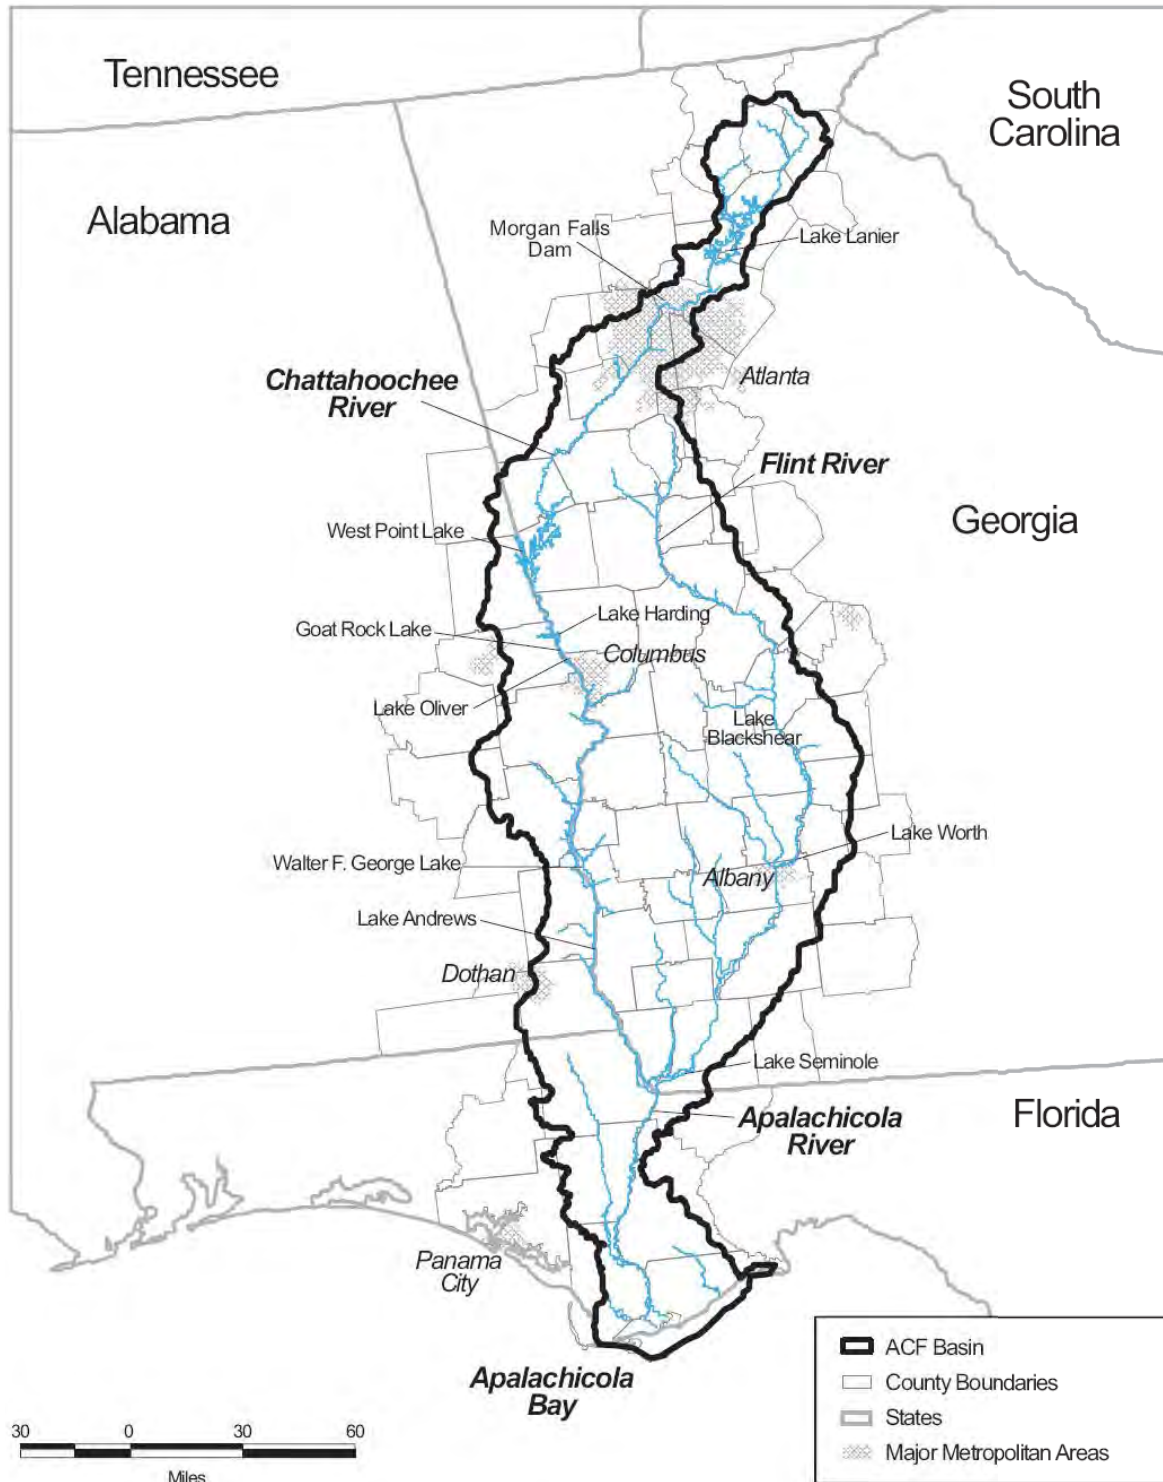 Tennessee
South
Carolina
Alabama
Morgan Falls
Dam
Lake Lanier
Chattahoochee
River
Atlanta
Flint River
Georgia
West Point Lake
Lake Harding
Goat Rock Lake
Columbus
Lake Oliver
Lake
Blackshear
Lake Worth
Walter F. George Lake
Albany
Lake Andrews
Dothan
Lake Seminole
Florida
Apalachicola
River
Panama
City
Apalachicola
Bay
ACF Basin
County Boundaries
States
Major Metropolitan Areas
30 0 30 60
Miles